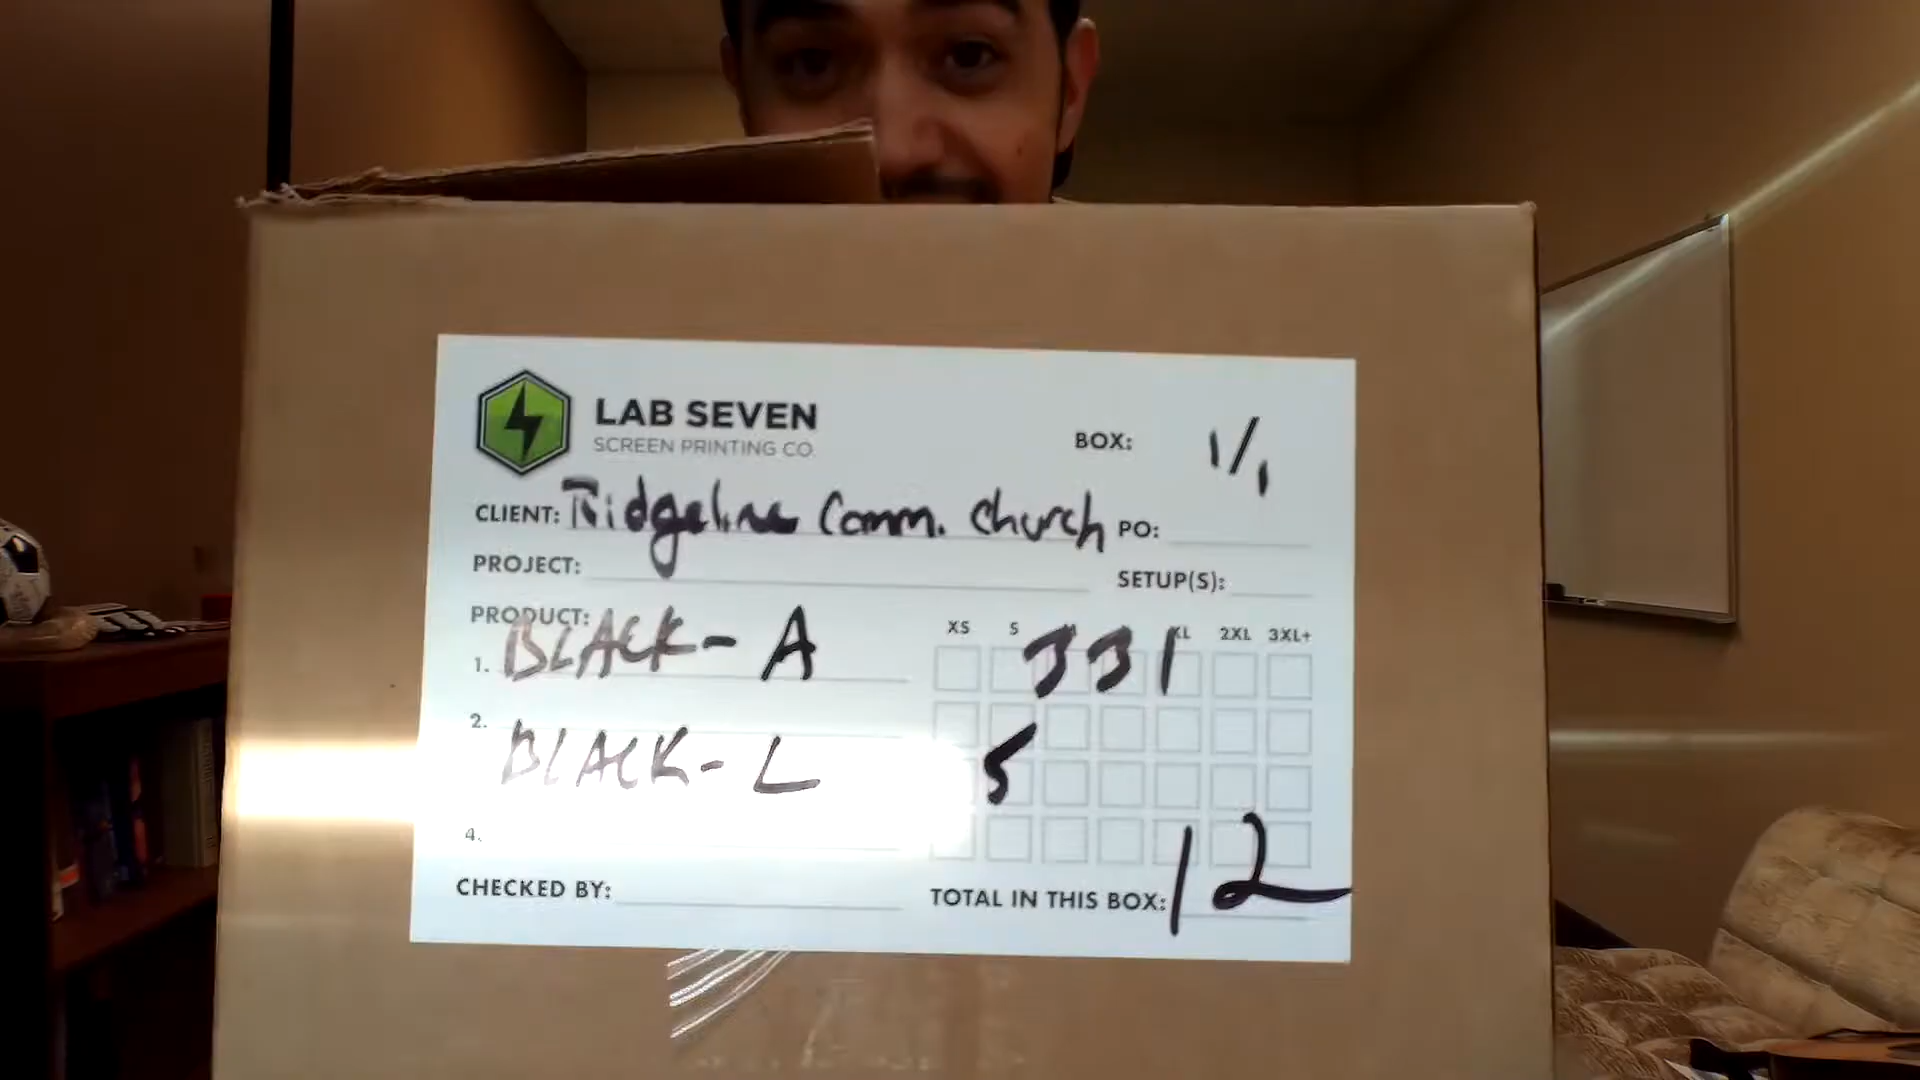 LAB SEVEN
SCREEN PRINTING CO.
BOX: 1/1
CLIENT: Ridgeline Comm. Church PO:
PROJECT: SETUP(S):
PRODUCT: XS S XL 2XL 3XL+
1. BLACK - A 3 3 1
2.
BLACK - L 5
4.
CHECKED BY: TOTAL IN THIS BOX: 12